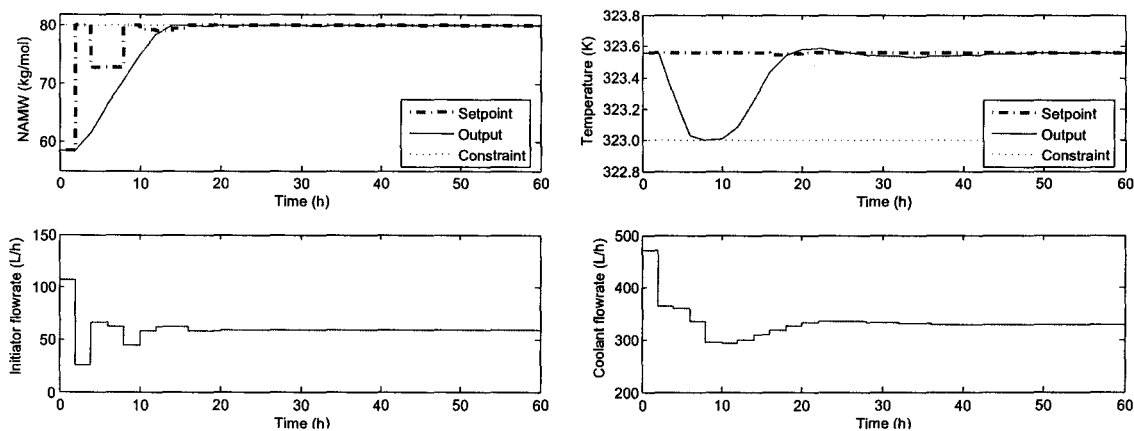 NAMW (kg/mol)
80
70
60
Setpoint
Output
Constraint
0 10 20 30 40 50 60
Time (h)
Temperature (K)
323.8
323.6
323.4
323.2
323.0
322.8
Setpoint
Output
Constraint
0 10 20 30 40 50 60
Time (h)
Initiator flowrate (L/h)
150
100
50
0
0 10 20 30 40 50 60
Time (h)
Coolant flowrate (L/h)
500
400
300
200
0 10 20 30 40 50 60
Time (h)